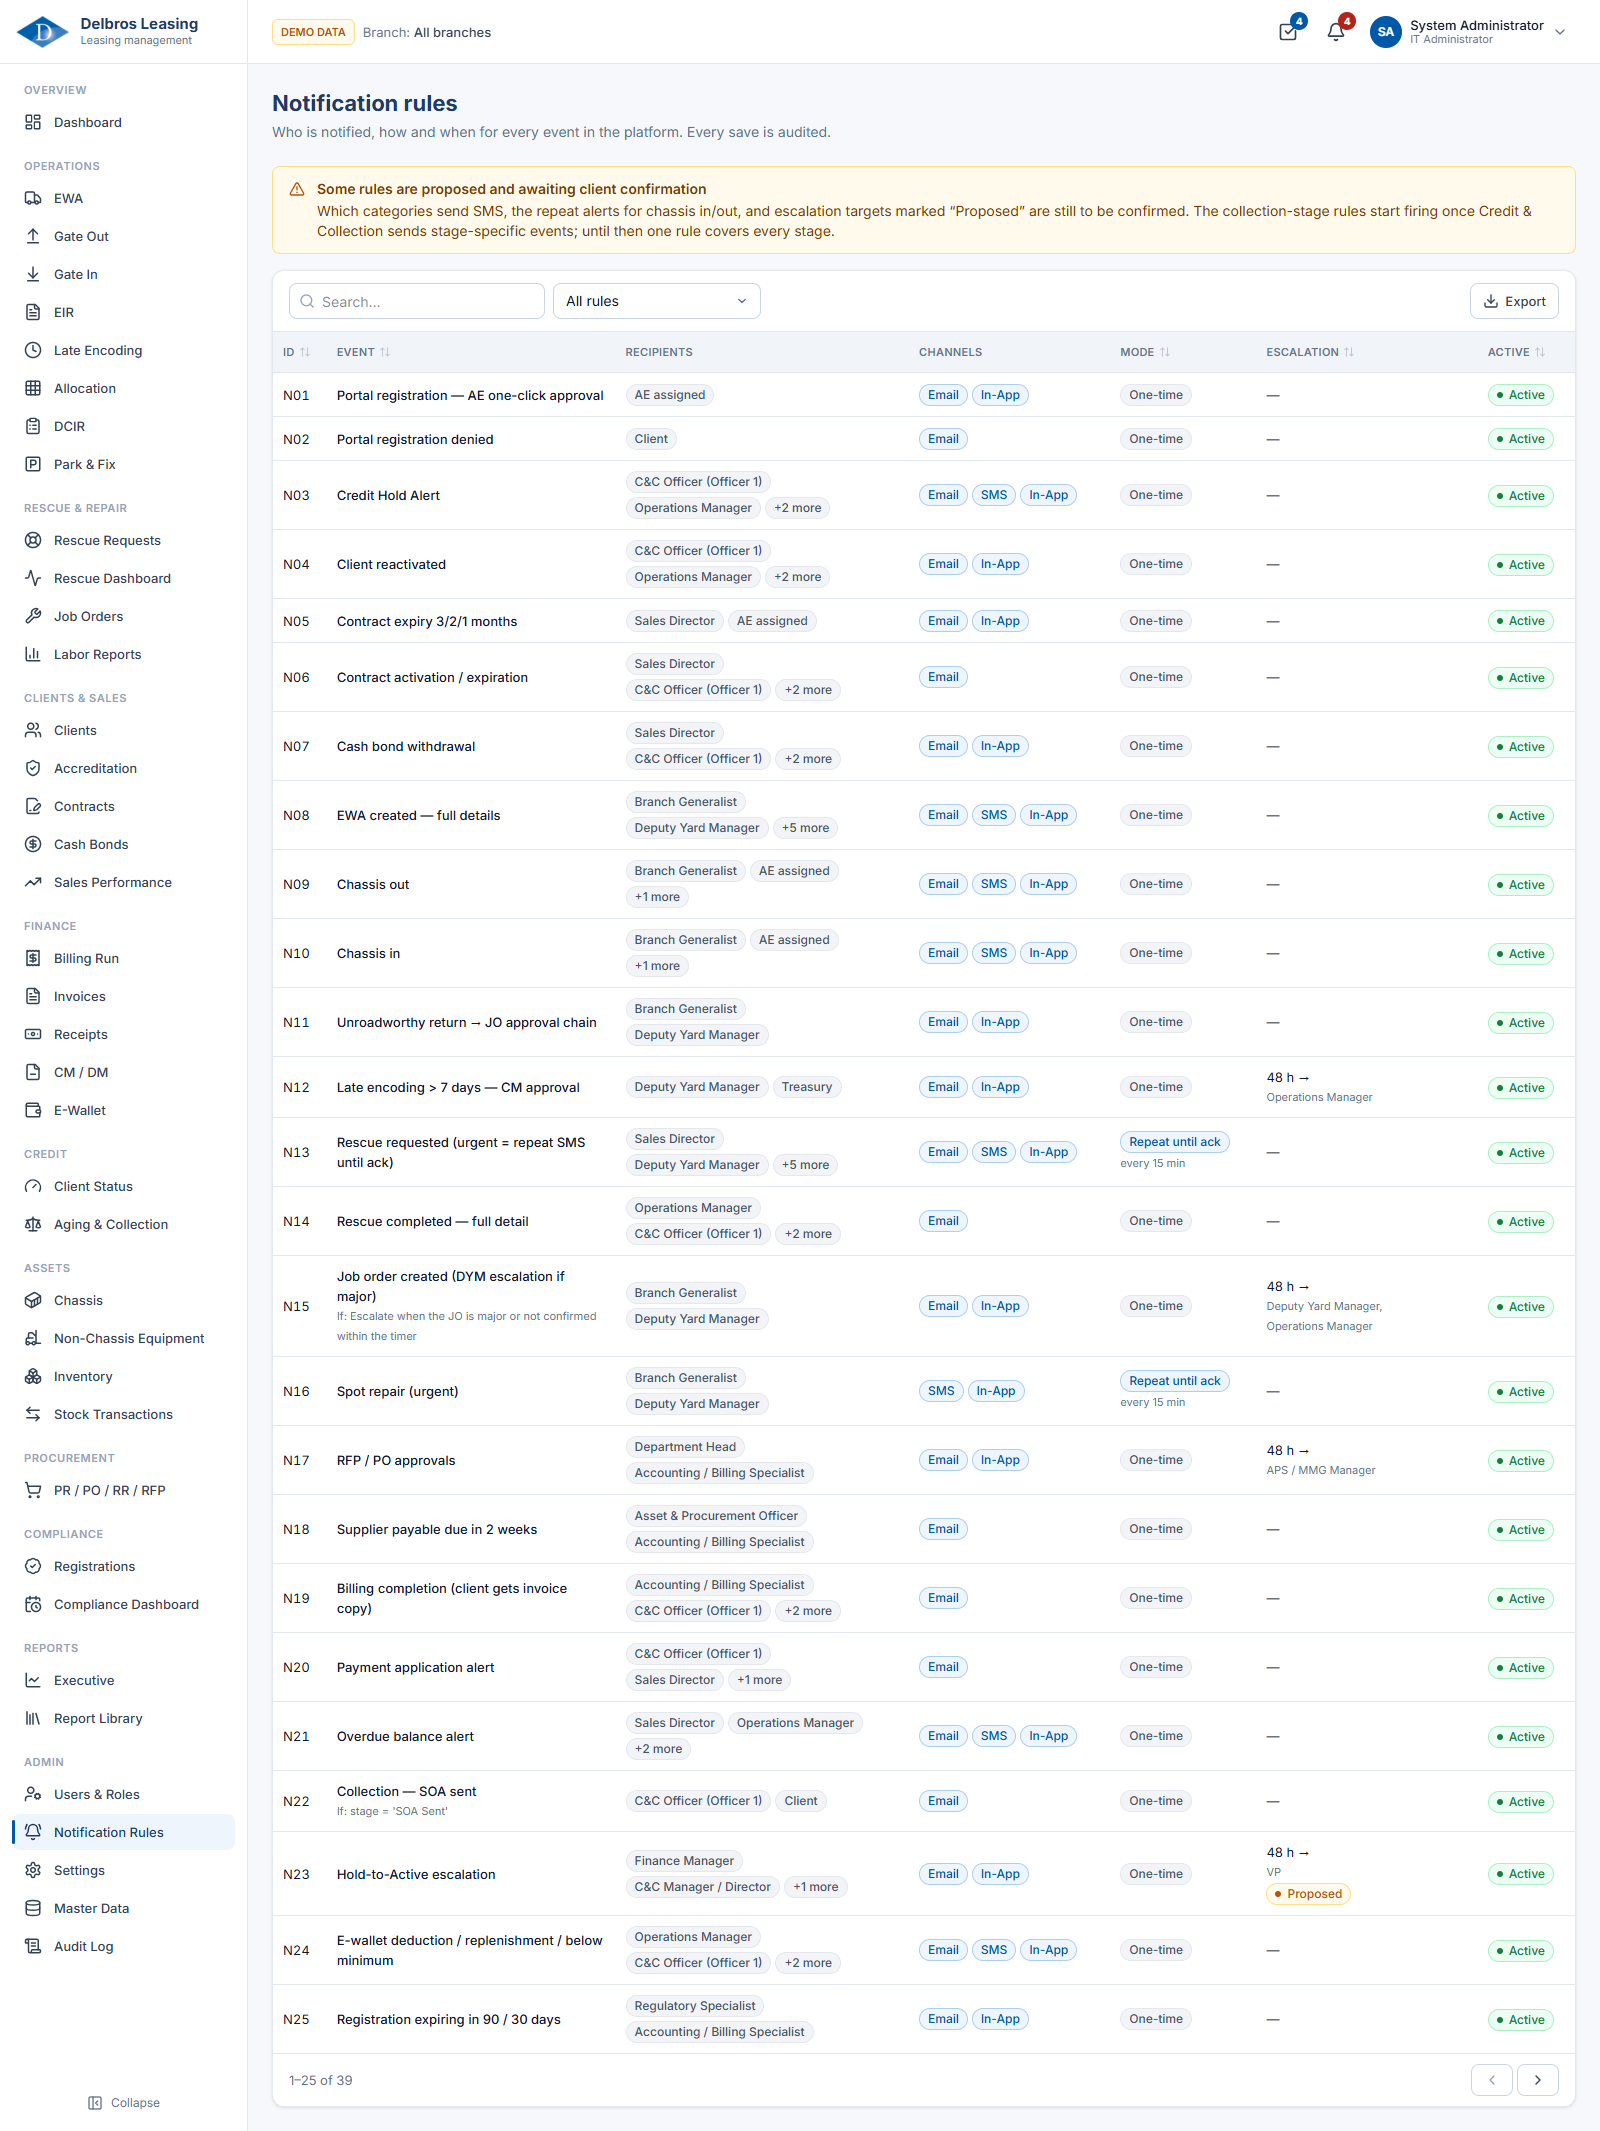 Delbros Leasing
Leasing management
DEMO DATA
Branch: All branches
4
4
SA
System Administrator
IT Administrator
OVERVIEW
Dashboard
OPERATIONS
EWA
Gate Out
Gate In
EIR
Late Encoding
Allocation
DCIR
Park & Fix
RESCUE & REPAIR
Rescue Requests
Rescue Dashboard
Job Orders
Labor Reports
CLIENTS & SALES
Clients
Accreditation
Contracts
Cash Bonds
Sales Performance
FINANCE
Billing Run
Invoices
Receipts
CM / DM
E-Wallet
CREDIT
Client Status
Aging & Collection
ASSETS
Chassis
Non-Chassis Equipment
Inventory
Stock Transactions
PROCUREMENT
PR / PO / RR / RFP
COMPLIANCE
Registrations
Compliance Dashboard
REPORTS
Executive
Report Library
ADMIN
Users & Roles
Notification Rules
Settings
Master Data
Audit Log
Collapse
Notification rules
Who is notified, how and when for every event in the platform. Every save is audited.
Some rules are proposed and awaiting client confirmation
Which categories send SMS, the repeat alerts for chassis in/out, and escalation targets marked “Proposed” are still to be confirmed. The collection-stage rules start firing once Credit &
Collection sends stage-specific events; until then one rule covers every stage.
Search...
All rules
Export
ID EVENT RECIPIENTS CHANNELS MODE ESCALATION ACTIVE
N01 Portal registration — AE one-click approval AE assigned Email In-App One-time — Active
N02 Portal registration denied Client Email One-time — Active
C&C Officer (Officer 1)
N03 Credit Hold Alert Email SMS In-App One-time — Active
Operations Manager +2 more
C&C Officer (Officer 1)
N04 Client reactivated Email In-App One-time — Active
Operations Manager +2 more
N05 Contract expiry 3/2/1 months Sales Director AE assigned Email In-App One-time — Active
Sales Director
N06 Contract activation / expiration Email One-time — Active
C&C Officer (Officer 1) +2 more
Sales Director
N07 Cash bond withdrawal Email In-App One-time — Active
C&C Officer (Officer 1) +2 more
Branch Generalist
N08 EWA created — full details Email SMS In-App One-time — Active
Deputy Yard Manager +5 more
Branch Generalist AE assigned
N09 Chassis out Email SMS In-App One-time — Active
+1 more
Branch Generalist AE assigned
N10 Chassis in Email SMS In-App One-time — Active
+1 more
Branch Generalist
N11 Unroadworthy return → JO approval chain Email In-App One-time — Active
Deputy Yard Manager
48 h →
N12 Late encoding > 7 days — CM approval Deputy Yard Manager Treasury Email In-App One-time Active
Operations Manager
Rescue requested (urgent = repeat SMS Sales Director Repeat until ack
N13 Email SMS In-App — Active
until ack) Deputy Yard Manager +5 more every 15 min
Operations Manager
N14 Rescue completed — full detail Email One-time — Active
C&C Officer (Officer 1) +2 more
Job order created (DYM escalation if
major) Branch Generalist 48 h →
N15 Email In-App One-time Deputy Yard Manager, Active
If: Escalate when the JO is major or not confirmed Deputy Yard Manager Operations Manager
within the timer
Branch Generalist Repeat until ack
N16 Spot repair (urgent) SMS In-App — Active
Deputy Yard Manager every 15 min
Department Head 48 h →
N17 RFP / PO approvals Email In-App One-time Active
Accounting / Billing Specialist APS / MMG Manager
Asset & Procurement Officer
N18 Supplier payable due in 2 weeks Email One-time — Active
Accounting / Billing Specialist
Billing completion (client gets invoice Accounting / Billing Specialist
N19 Email One-time — Active
copy) C&C Officer (Officer 1) +2 more
C&C Officer (Officer 1)
N20 Payment application alert Email One-time — Active
Sales Director +1 more
Sales Director Operations Manager
N21 Overdue balance alert Email SMS In-App One-time — Active
+2 more
Collection — SOA sent
N22 C&C Officer (Officer 1) Client Email One-time — Active
If: stage = 'SOA Sent'
Finance Manager 48 h →
N23 Hold-to-Active escalation Email In-App One-time VP Active
C&C Manager / Director +1 more Proposed
E-wallet deduction / replenishment / below Operations Manager
N24 Email SMS In-App One-time — Active
minimum C&C Officer (Officer 1) +2 more
Regulatory Specialist
N25 Registration expiring in 90 / 30 days Email In-App One-time — Active
Accounting / Billing Specialist
1–25 of 39